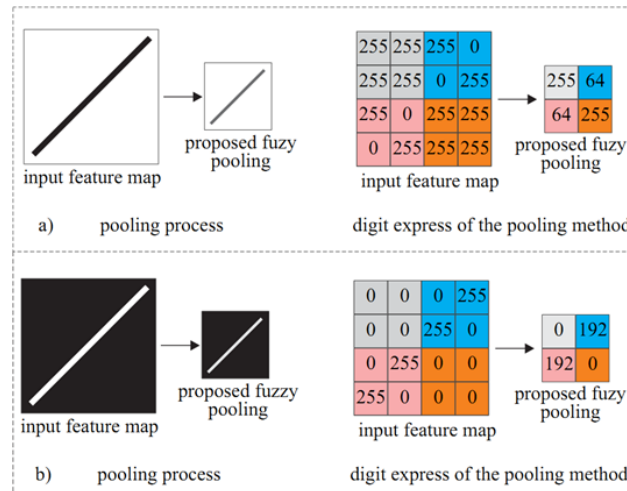 255 255 255 0
255 255 0 255
255 0 255 255
0 255 255 255
255 64
64 255
proposed fuzy
pooling
proposed fuzy
pooling
input feature map
input feature map
a) pooling process
digit express of the pooling method
0 0 0 255
0 0 255 0
0 255 0 0
255 0 0 0
0 192
192 0
proposed fuzzy
pooling
proposed fuzzy
pooling
input feature map
input feature map
b) pooling process
digit express of the pooling method